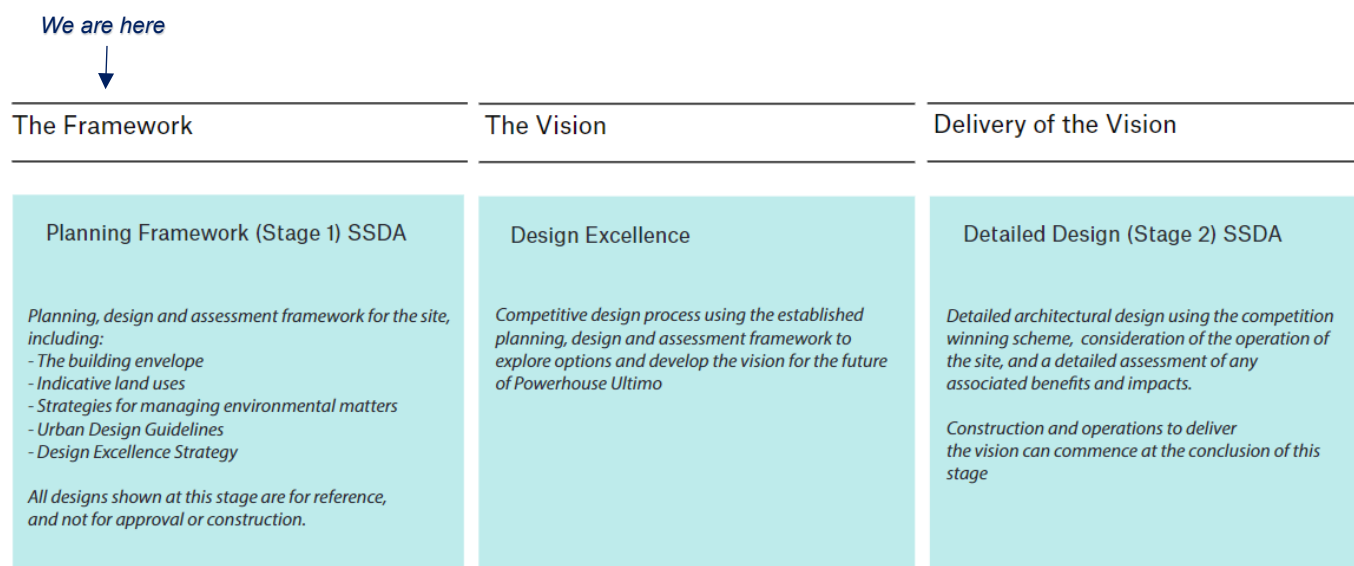 We are here
The Framework
The Vision
Delivery of the Vision
Planning Framework (Stage 1) SSDA
Planning, design and assessment framework for the site,
including:
- The building envelope
- Indicative land uses
- Strategies for managing environmental matters
- Urban Design Guidelines
- Design Excellence Strategy
All designs shown at this stage are for reference,
and not for approval or construction.
Design Excellence
Competitive design process using the established
planning, design and assessment framework to
explore options and develop the vision for the future
of Powerhouse Ultimo
Detailed Design (Stage 2) SSDA
Detailed architectural design using the competition
winning scheme, consideration of the operation of
the site, and a detailed assessment of any
associated benefits and impacts.
Construction and operations to deliver
the vision can commence at the conclusion of this
stage